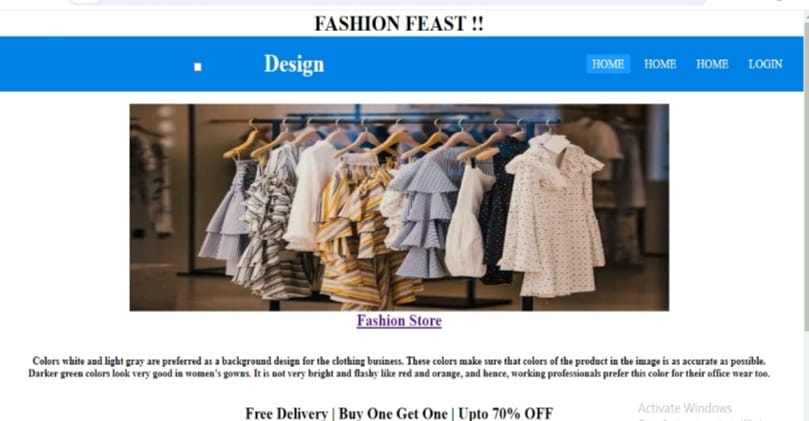 FASHION FEAST !!
Design
HOME HOME HOME LOGIN
Fashion Store
Colors white and light gray are preferred as a background design for the clothing business. These colors make sure that colors of the product in the image is as accurate as possible.
Darker green colors look very good in women's gowns. It is not very bright and flashy like red and orange, and hence, working professionals prefer this color for their office wear too.
Free Delivery | Buy One Get One | Upto 70% OFF
Activate Windows